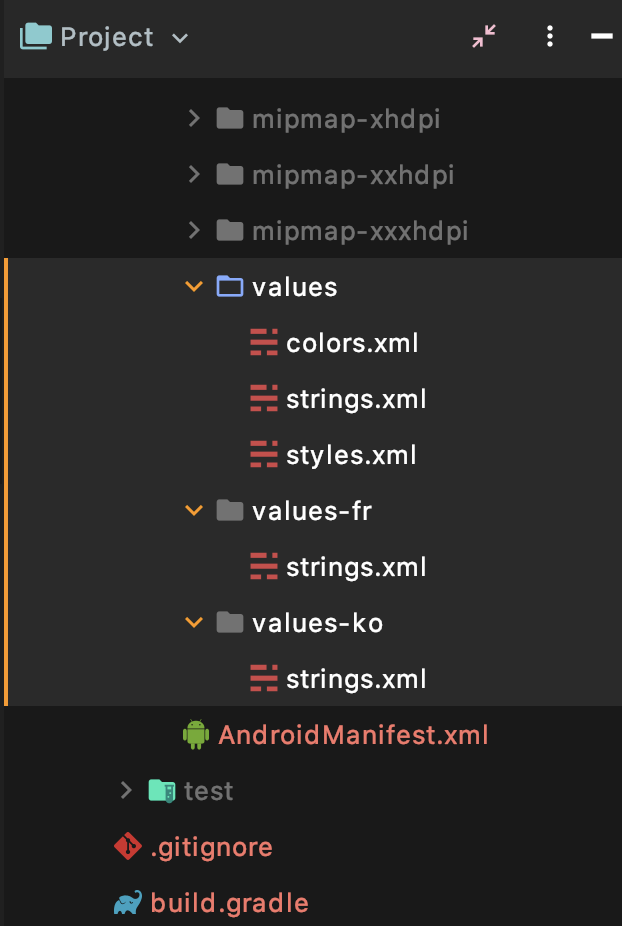 Project
mipmap-xhdpi
mipmap-xxhdpi
mipmap-xxxhdpi
values
colors.xml
strings.xml
styles.xml
values-fr
strings.xml
values-ko
strings.xml
AndroidManifest.xml
test
.gitignore
build.gradle